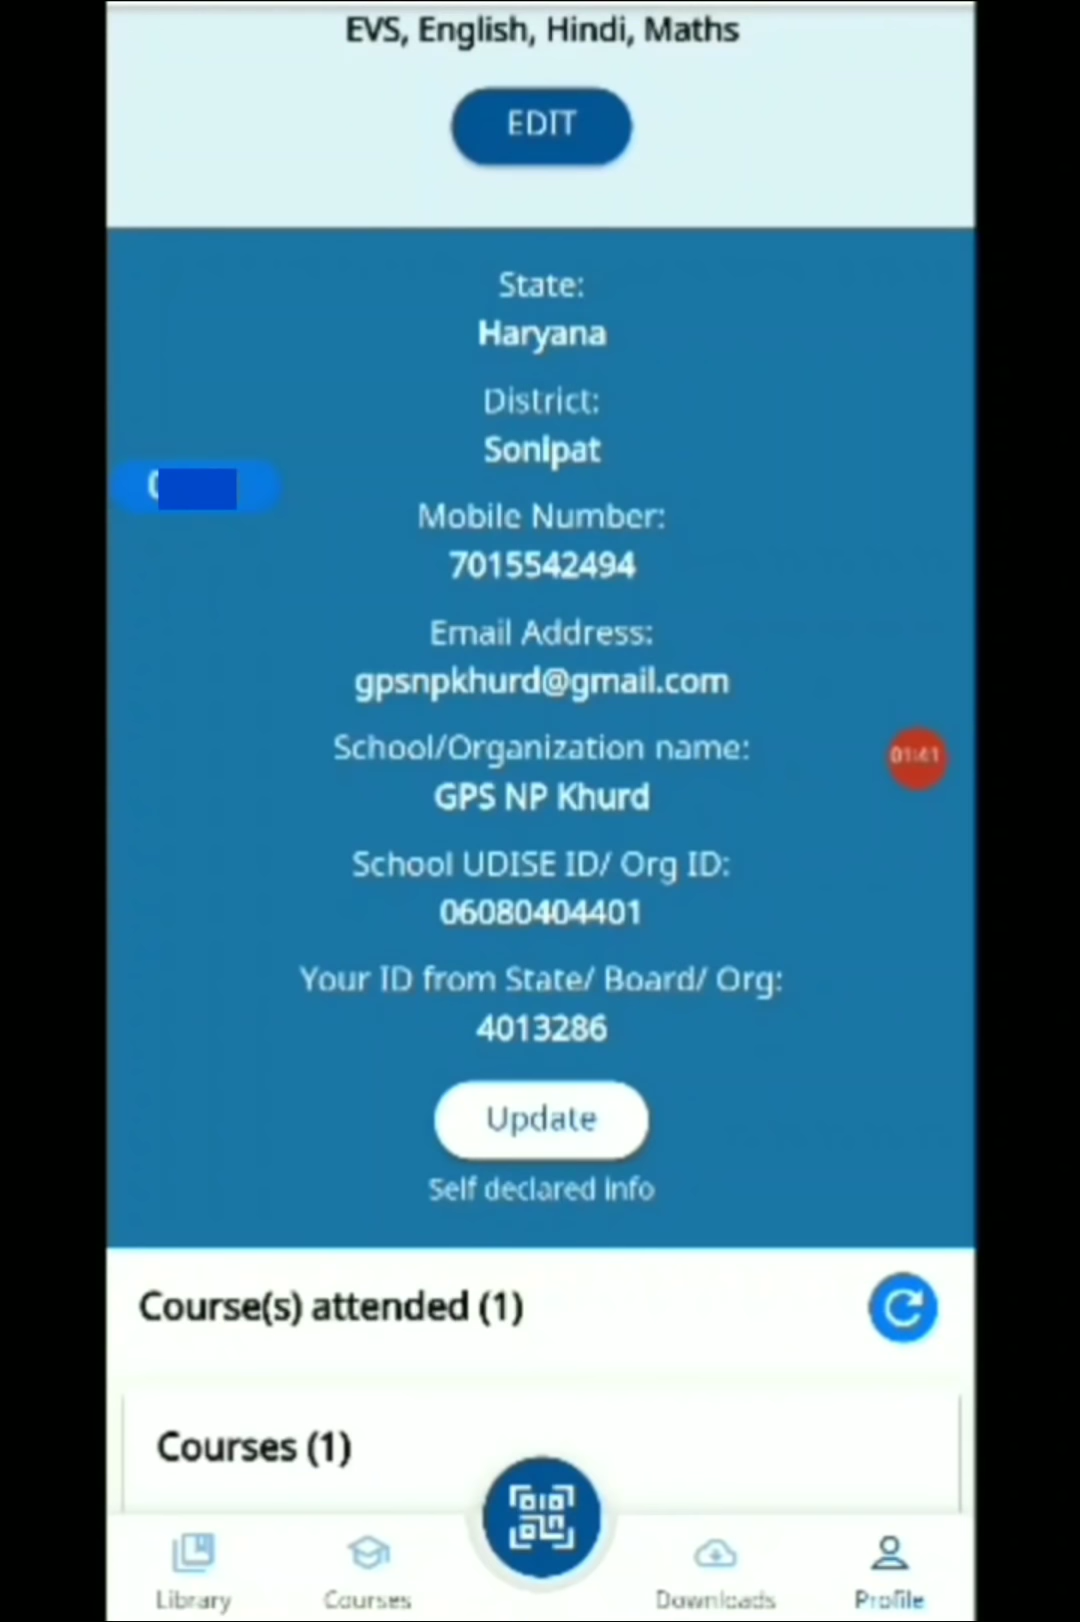 EVS, English, Hindi, Maths
EDIT
State:
Haryana
District:
Sonipat
Mobile Number:
7015542494
Email Address:
gpsnpkhurd@gmail.com
School/Organization name:
01:41
GPS NP Khurd
School UDISE ID/ Org ID:
06080404401
Your ID from State/ Board/ Org:
4013286
Update
Self declared info
Course(s) attended (1)
Courses (1)
Library
Courses
Downloads
Profile